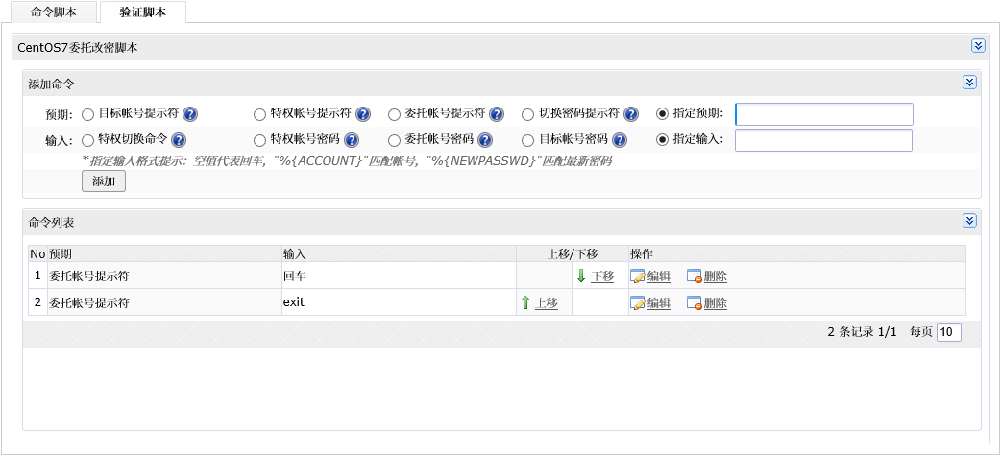 命令脚本 验证脚本
CentOS7委托改密脚本
添加命令
预期: 目标帐号提示符 特权帐号提示符 委托帐号提示符 切换密码提示符 指定预期:
输入: 特权切换命令 特权帐号密码 委托帐号密码 目标帐号密码 指定输入:
*指定输入格式提示: 空值代表回车, "%{ACCOUNT}"匹配帐号, "%{NEWPASSWD}"匹配最新密码
添加
命令列表
No 预期 输入 上移/下移 操作
1 委托帐号提示符 回车 下移 编辑 删除
2 委托帐号提示符 exit 上移 编辑 删除
2 条记录 1/1 每页 10